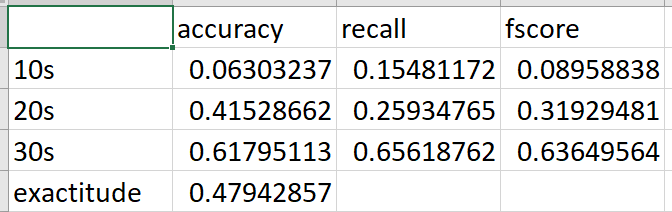 accuracy recall fscore
10s 0.06303237 0.15481172 0.08958838
20s 0.41528662 0.25934765 0.31929481
30s 0.61795113 0.65618762 0.63649564
exactitude 0.47942857